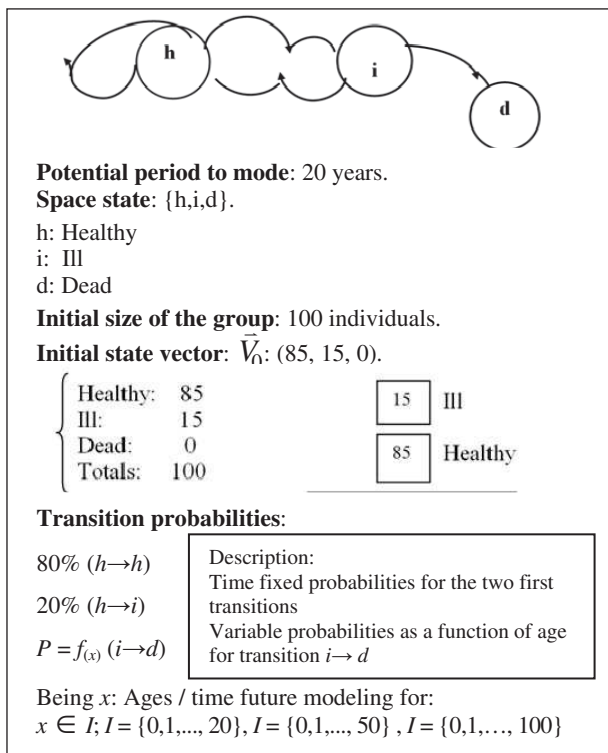 h
i
d
Potential period to mode: 20 years.
Space state: {h,i,d}.
h: Healthy
i: Ill
d: Dead
Initial size of the group: 100 individuals.
Initial state vector: V⃗₀: (85, 15, 0).
Healthy: 85
Ill: 15
Dead: 0
Totals: 100
15 Ill
85 Healthy
Transition probabilities:
80% (h→h)
20% (h→i)
P = f(x) (i→d)
Description:
Time fixed probabilities for the two first
transitions
Variable probabilities as a function of age
for transition i→ d
Being x: Ages / time future modeling for:
x ∈ I; I = {0,1,..., 20}, I = {0,1,..., 50} , I = {0,1,…, 100}